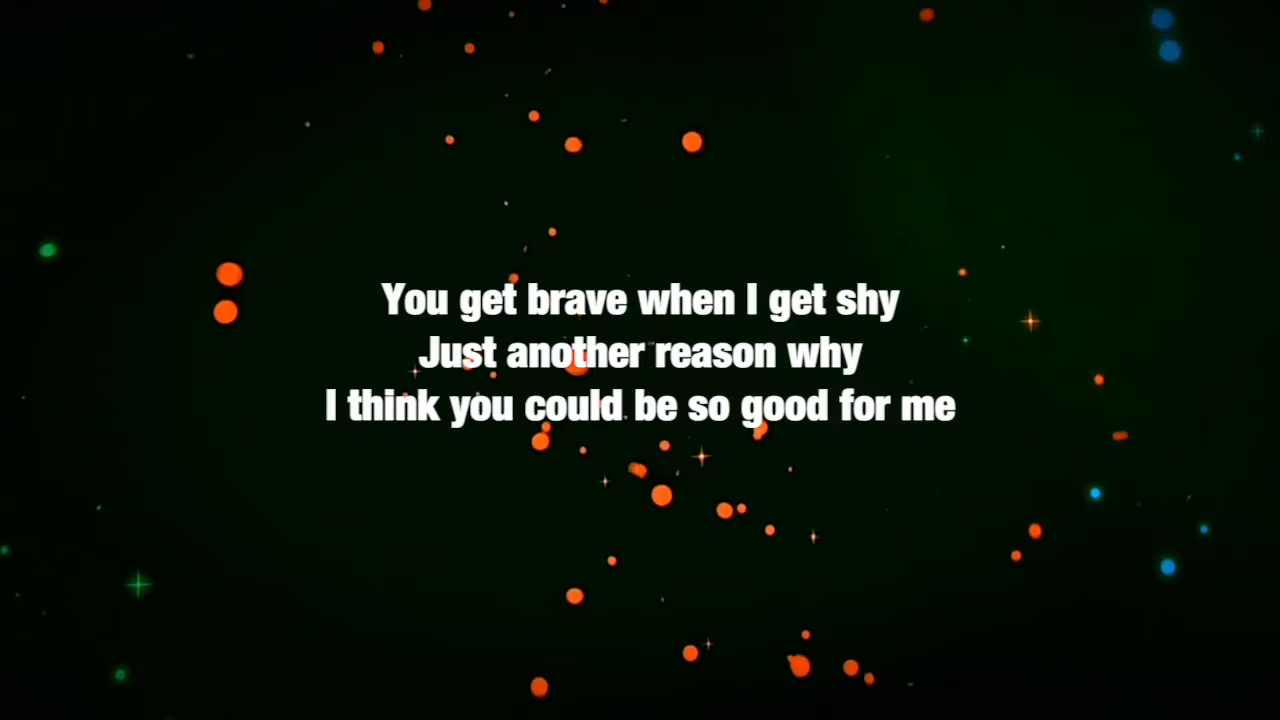 You get brave when I get shy
Just another reason why
I think you could be so good for me